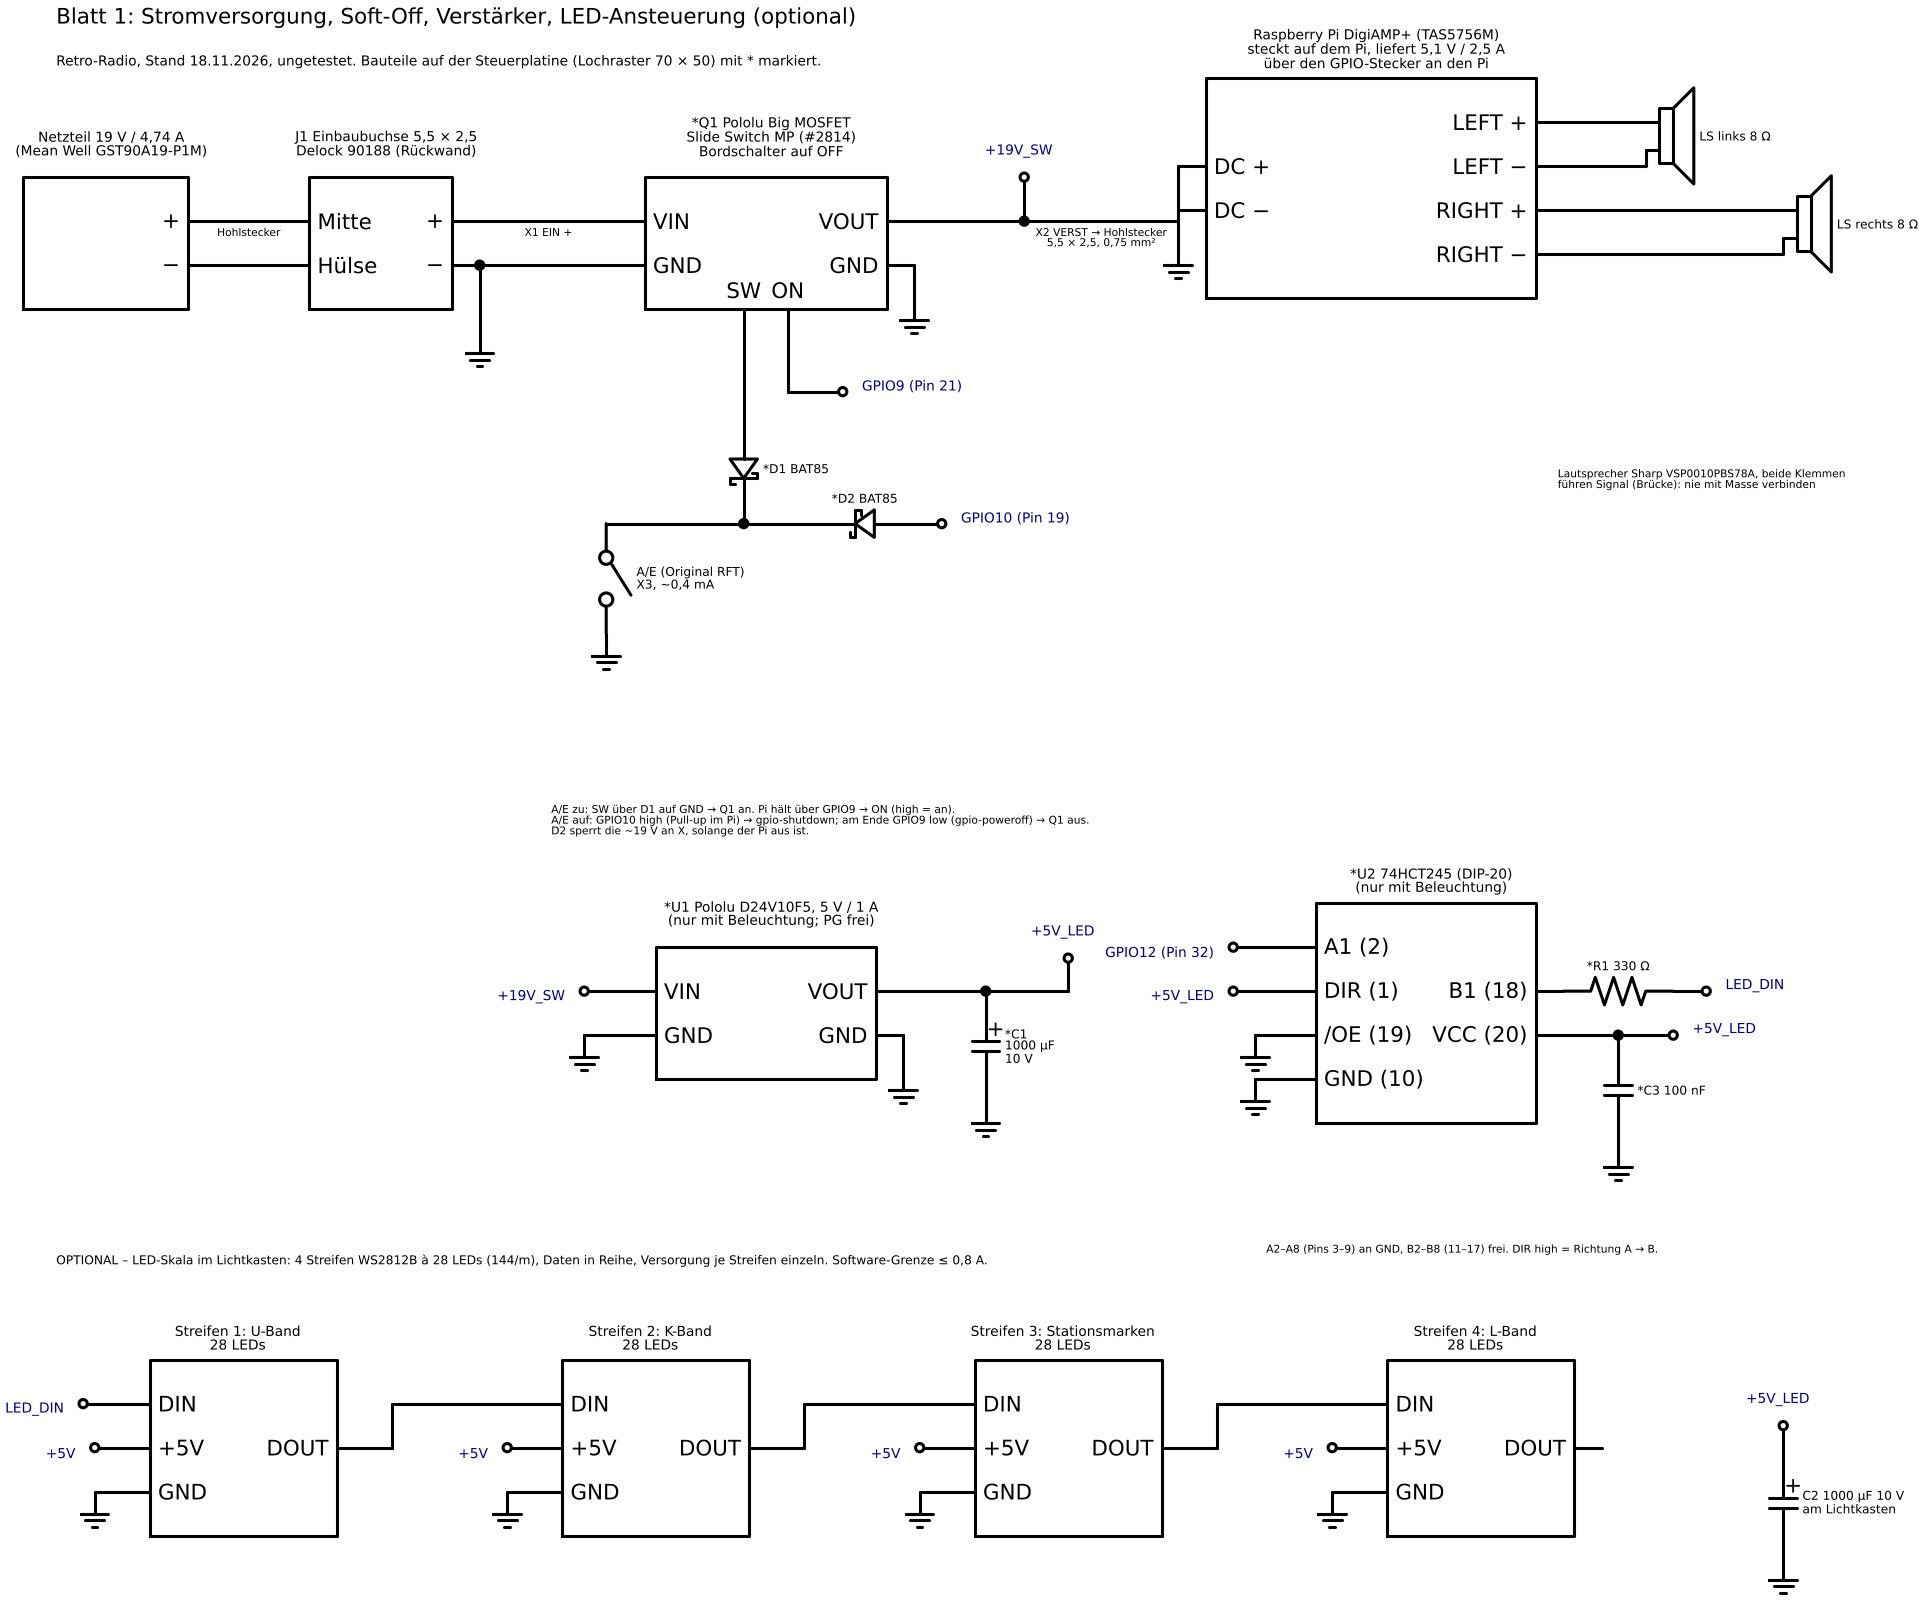 Blatt 1: Stromversorgung, Soft-Off, Verstärker, LED-Ansteuerung (optional)
Retro-Radio, Stand 18.11.2026, ungetestet. Bauteile auf der Steuerplatine (Lochraster 70 × 50) mit * markiert.
Netzteil 19 V / 4,74 A
(Mean Well GST90A19-P1M)
+
−
Hohlstecker
J1 Einbaubuchse 5,5 × 2,5
Delock 90188 (Rückwand)
Mitte +
Hülse −
X1 EIN +
*Q1 Pololu Big MOSFET
Slide Switch MP (#2814)
Bordschalter auf OFF
VIN VOUT
GND GND
SW ON
+19V_SW
X2 VERST → Hohlstecker
5,5 × 2,5, 0,75 mm²
Raspberry Pi DigiAMP+ (TAS5756M)
steckt auf dem Pi, liefert 5,1 V / 2,5 A
über den GPIO-Stecker an den Pi
LEFT +
DC + LEFT −
DC − RIGHT +
RIGHT −
LS links 8 Ω
LS rechts 8 Ω
GPIO9 (Pin 21)
*D1 BAT85
*D2 BAT85
GPIO10 (Pin 19)
A/E (Original RFT)
X3, ~0,4 mA
Lautsprecher Sharp VSP0010PBS78A, beide Klemmen
führen Signal (Brücke): nie mit Masse verbinden
A/E zu: SW über D1 auf GND → Q1 an. Pi hält über GPIO9 → ON (high = an).
A/E auf: GPIO10 high (Pull-up im Pi) → gpio-shutdown; am Ende GPIO9 low (gpio-poweroff) → Q1 aus.
D2 sperrt die ~19 V an X, solange der Pi aus ist.
*U1 Pololu D24V10F5, 5 V / 1 A
(nur mit Beleuchtung; PG frei)
+19V_SW
VIN VOUT
GND GND
+5V_LED
+
*C1
1000 µF
10 V
*U2 74HCT245 (DIP-20)
(nur mit Beleuchtung)
GPIO12 (Pin 32)
+5V_LED
A1 (2)
DIR (1) B1 (18)
/OE (19) VCC (20)
GND (10)
*R1 330 Ω
LED_DIN
+5V_LED
*C3 100 nF
A2–A8 (Pins 3–9) an GND, B2–B8 (11–17) frei. DIR high = Richtung A → B.
OPTIONAL – LED-Skala im Lichtkasten: 4 Streifen WS2812B à 28 LEDs (144/m), Daten in Reihe, Versorgung je Streifen einzeln. Software-Grenze ≤ 0,8 A.
Streifen 1: U-Band
28 LEDs
LED_DIN
+5V
DIN
+5V DOUT
GND
Streifen 2: K-Band
28 LEDs
+5V
DIN
+5V DOUT
GND
Streifen 3: Stationsmarken
28 LEDs
+5V
DIN
+5V DOUT
GND
Streifen 4: L-Band
28 LEDs
+5V
DIN
+5V DOUT
GND
+5V_LED
+
C2 1000 µF 10 V
am Lichtkasten